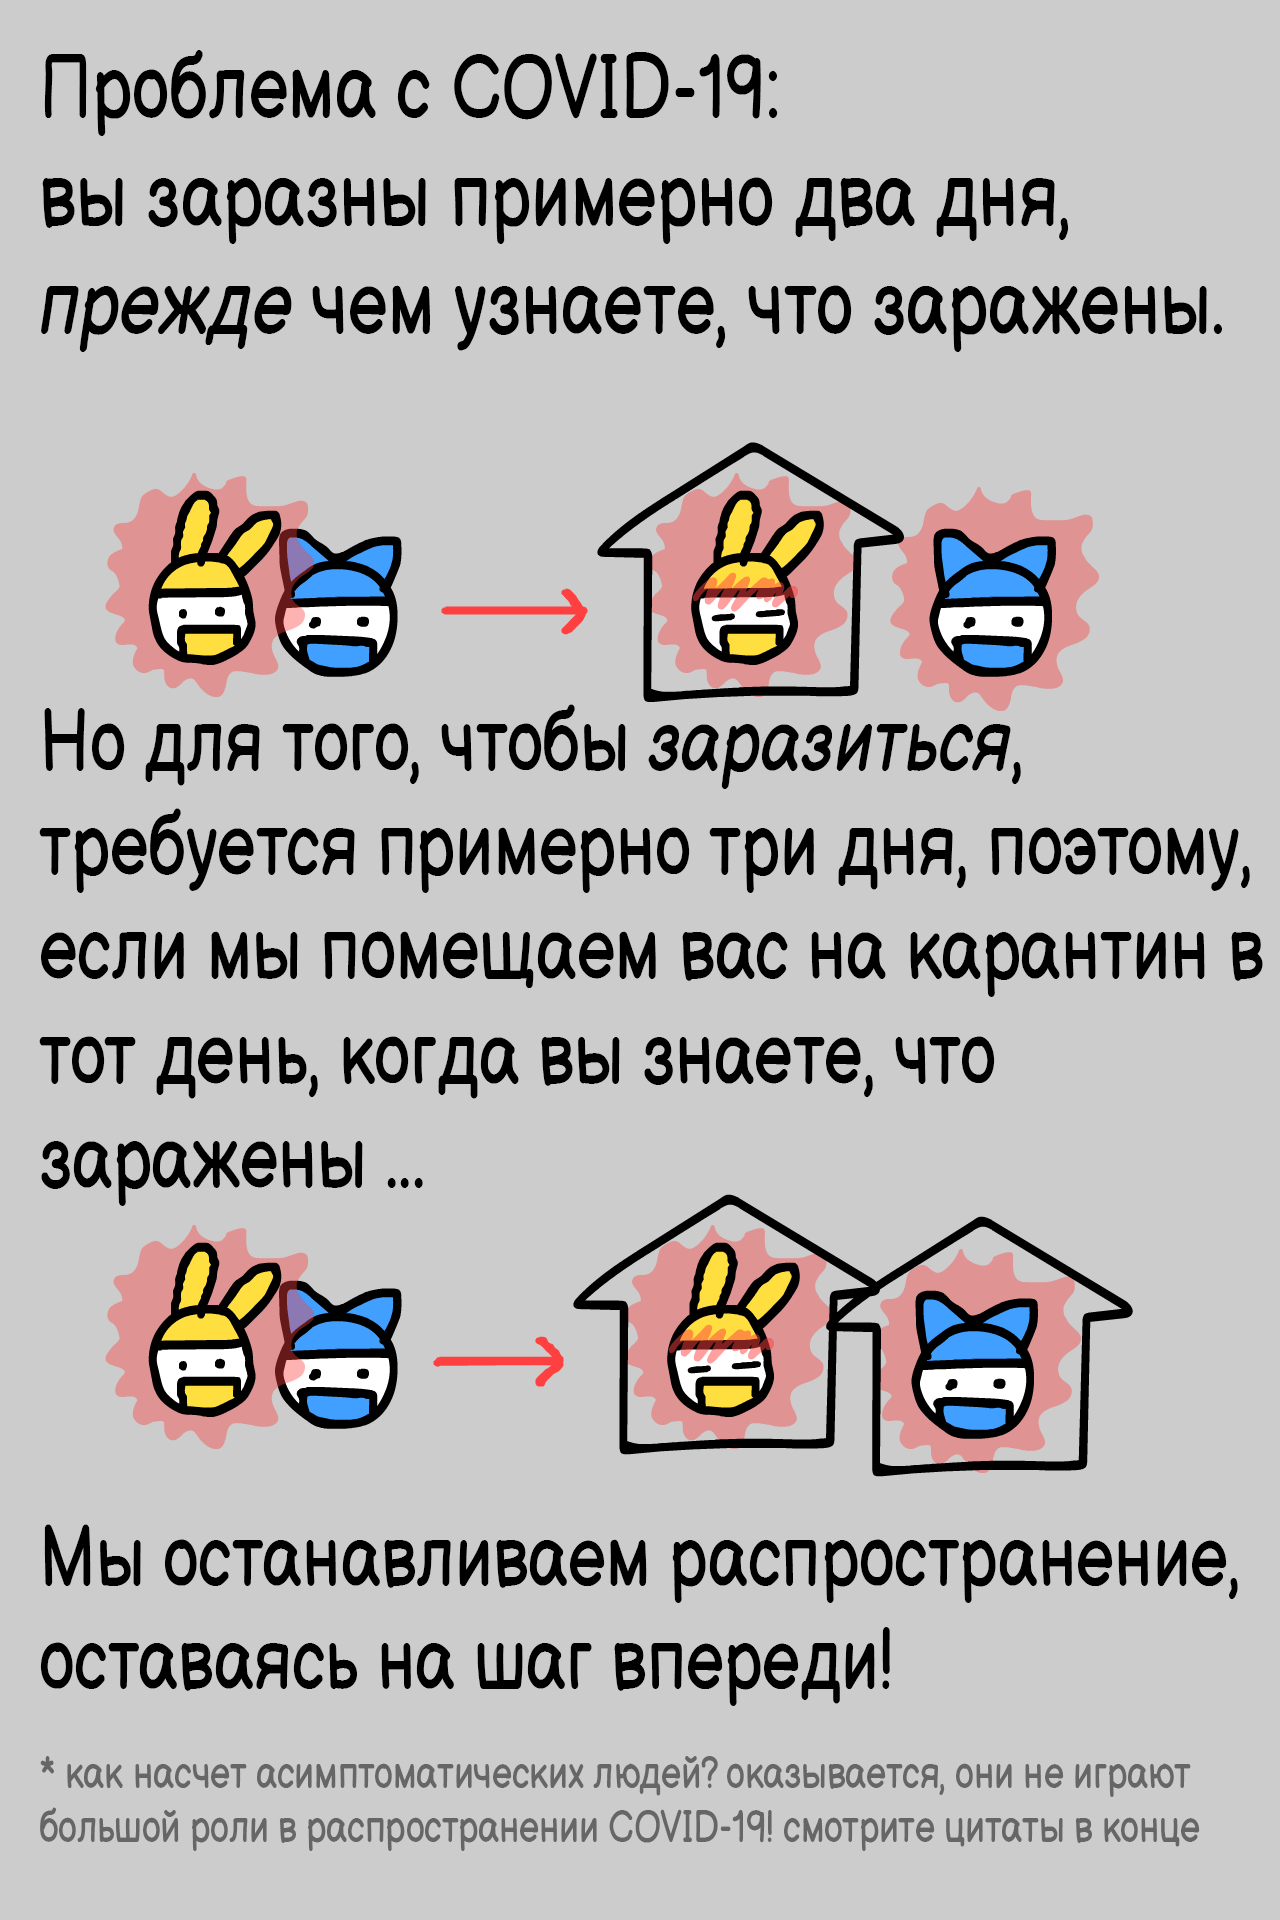 Проблема с COVID-19:
вы заразны примерно два дня,
прежде чем узнаете, что заражены.
Но для того, чтобы заразиться,
требуется примерно три дня, поэтому,
если мы помещаем вас на карантин в
тот день, когда вы знаете, что
заражены ...
Мы останавливаем распространение,
оставаясь на шаг впереди!
* как насчет асимптоматических людей? оказывается, они не играют
большой роли в распространении COVID-19! смотрите цитаты в конце